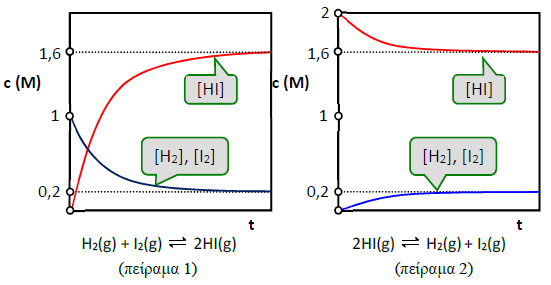 1,6
c (M)
1
0,2
[HI]
[H₂], [I₂]
t
H₂(g) + I₂(g) ⇌ 2HI(g)
(πείραμα 1)
2
1,6
c (M)
1
0,2
[HI]
[H₂], [I₂]
t
2HI(g) ⇌ H₂(g) + I₂(g)
(πείραμα 2)